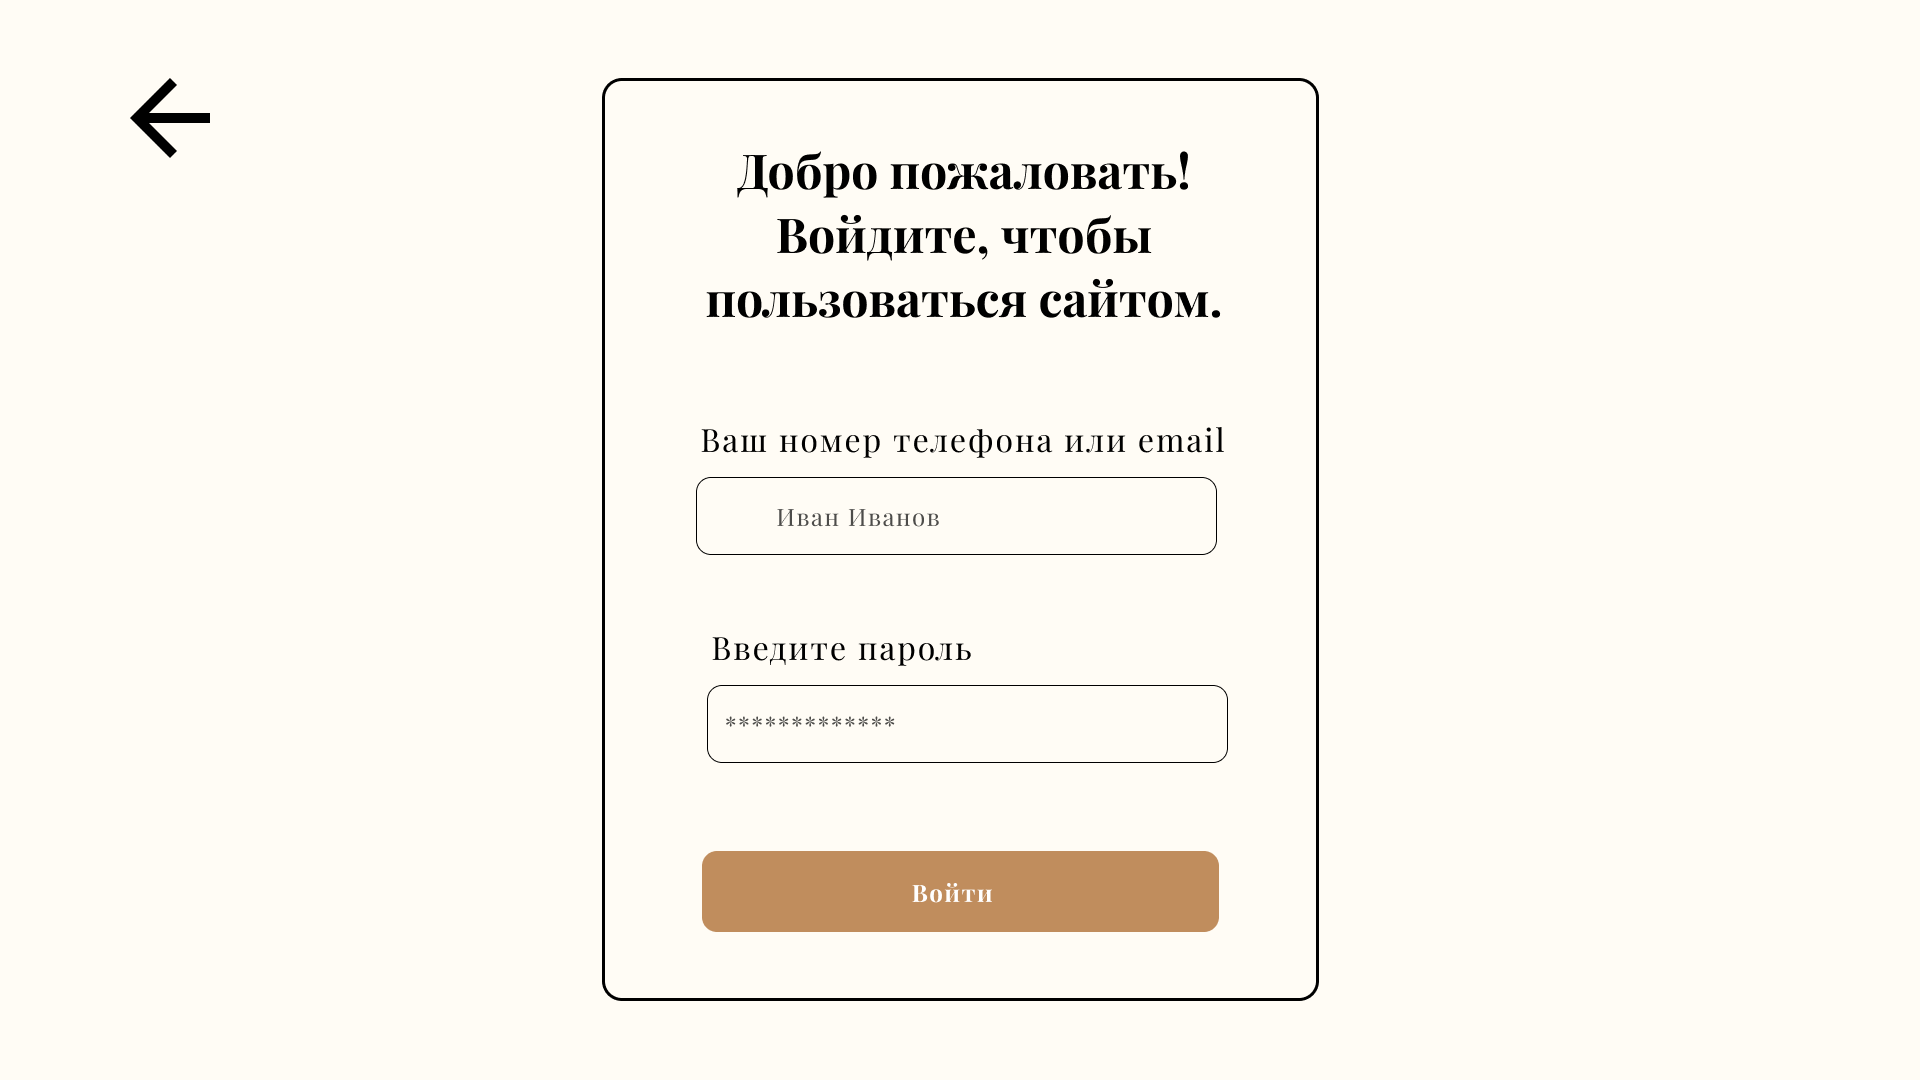 Добро пожаловать!
Войдите, чтобы
пользоваться сайтом.
Ваш номер телефона или email
Иван Иванов
Введите пароль
*************
Войти